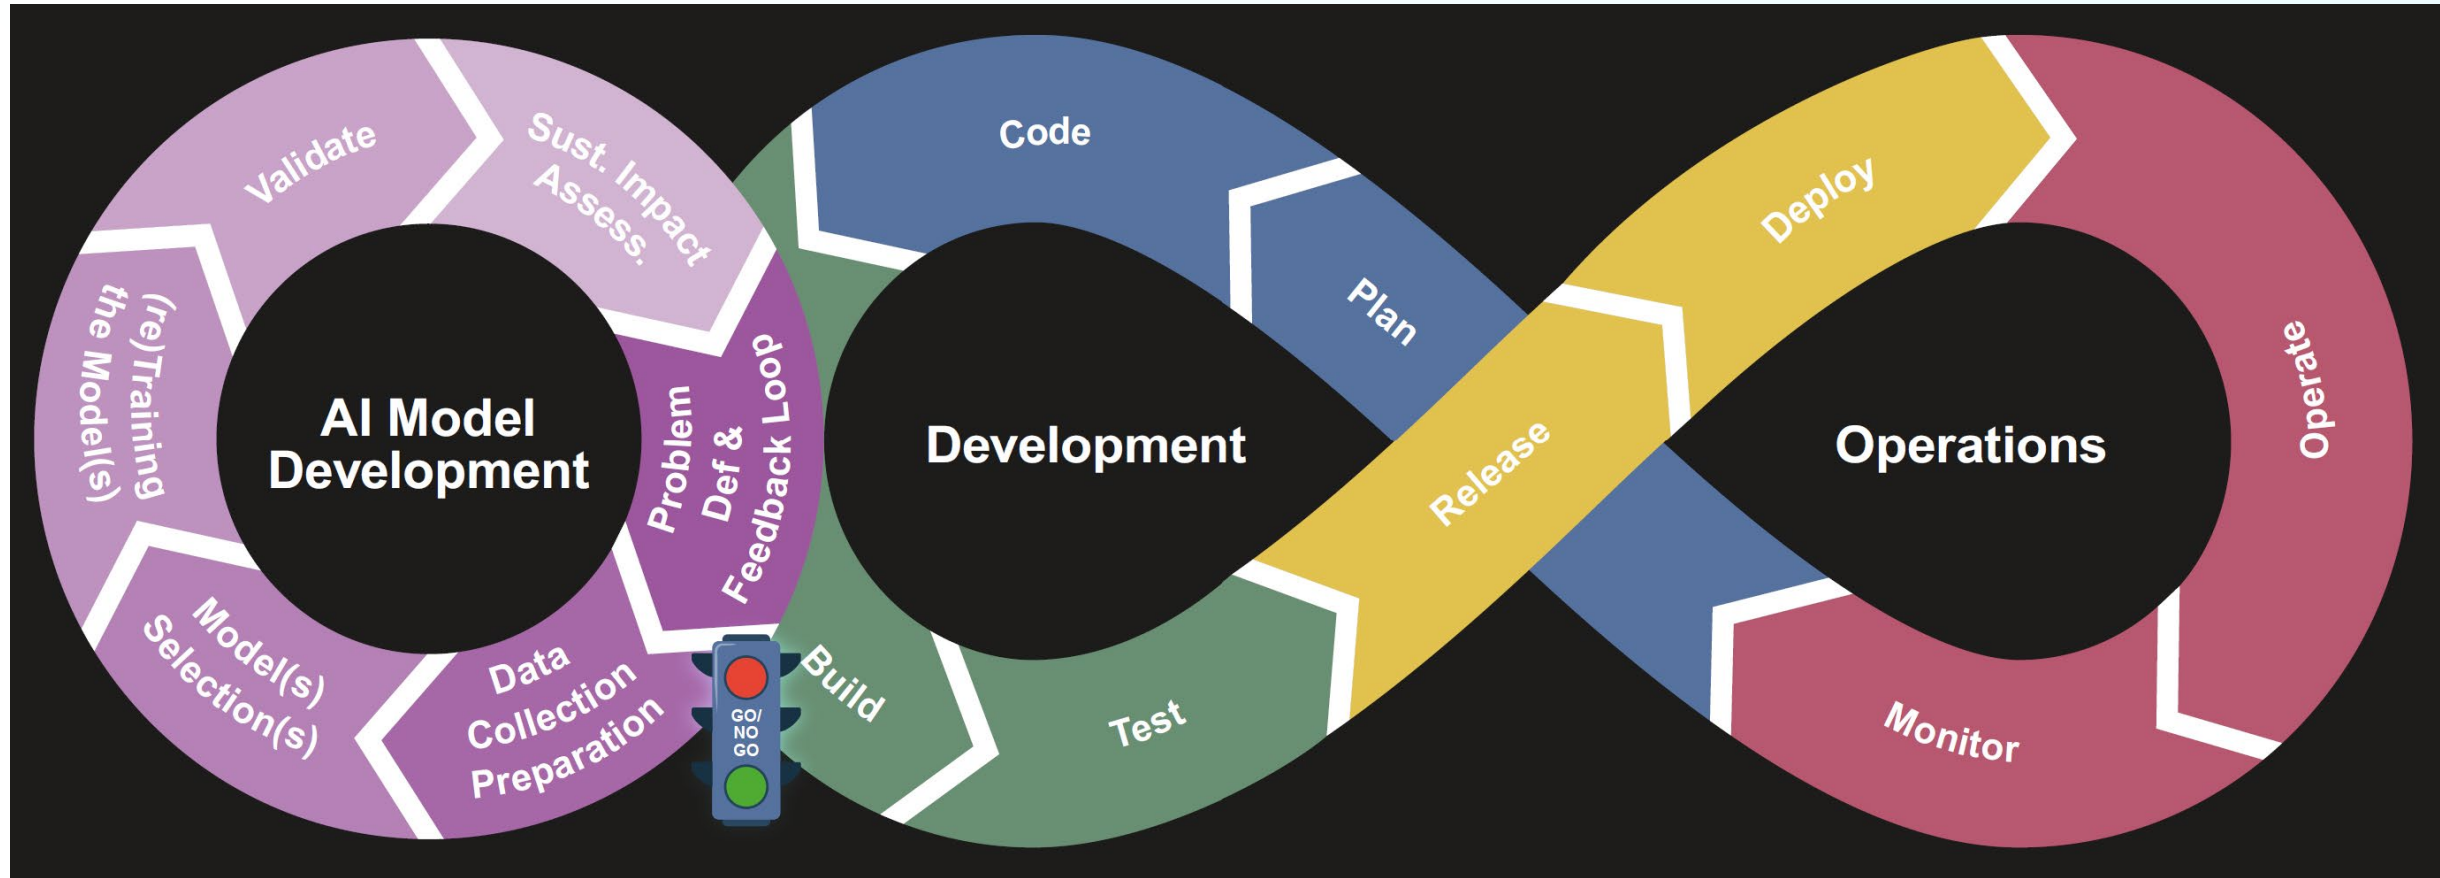 Validate
Sust. Impact
Assess.
(re)Training
the Model(s)
AI Model
Development
Problem
Def &
Feedback Loop
Model(s)
Selection(s)
Data
Collection
Preparation
GO/
NO
GO
Code
Plan
Development
Build
Test
Release
Deploy
Operations
Operate
Monitor